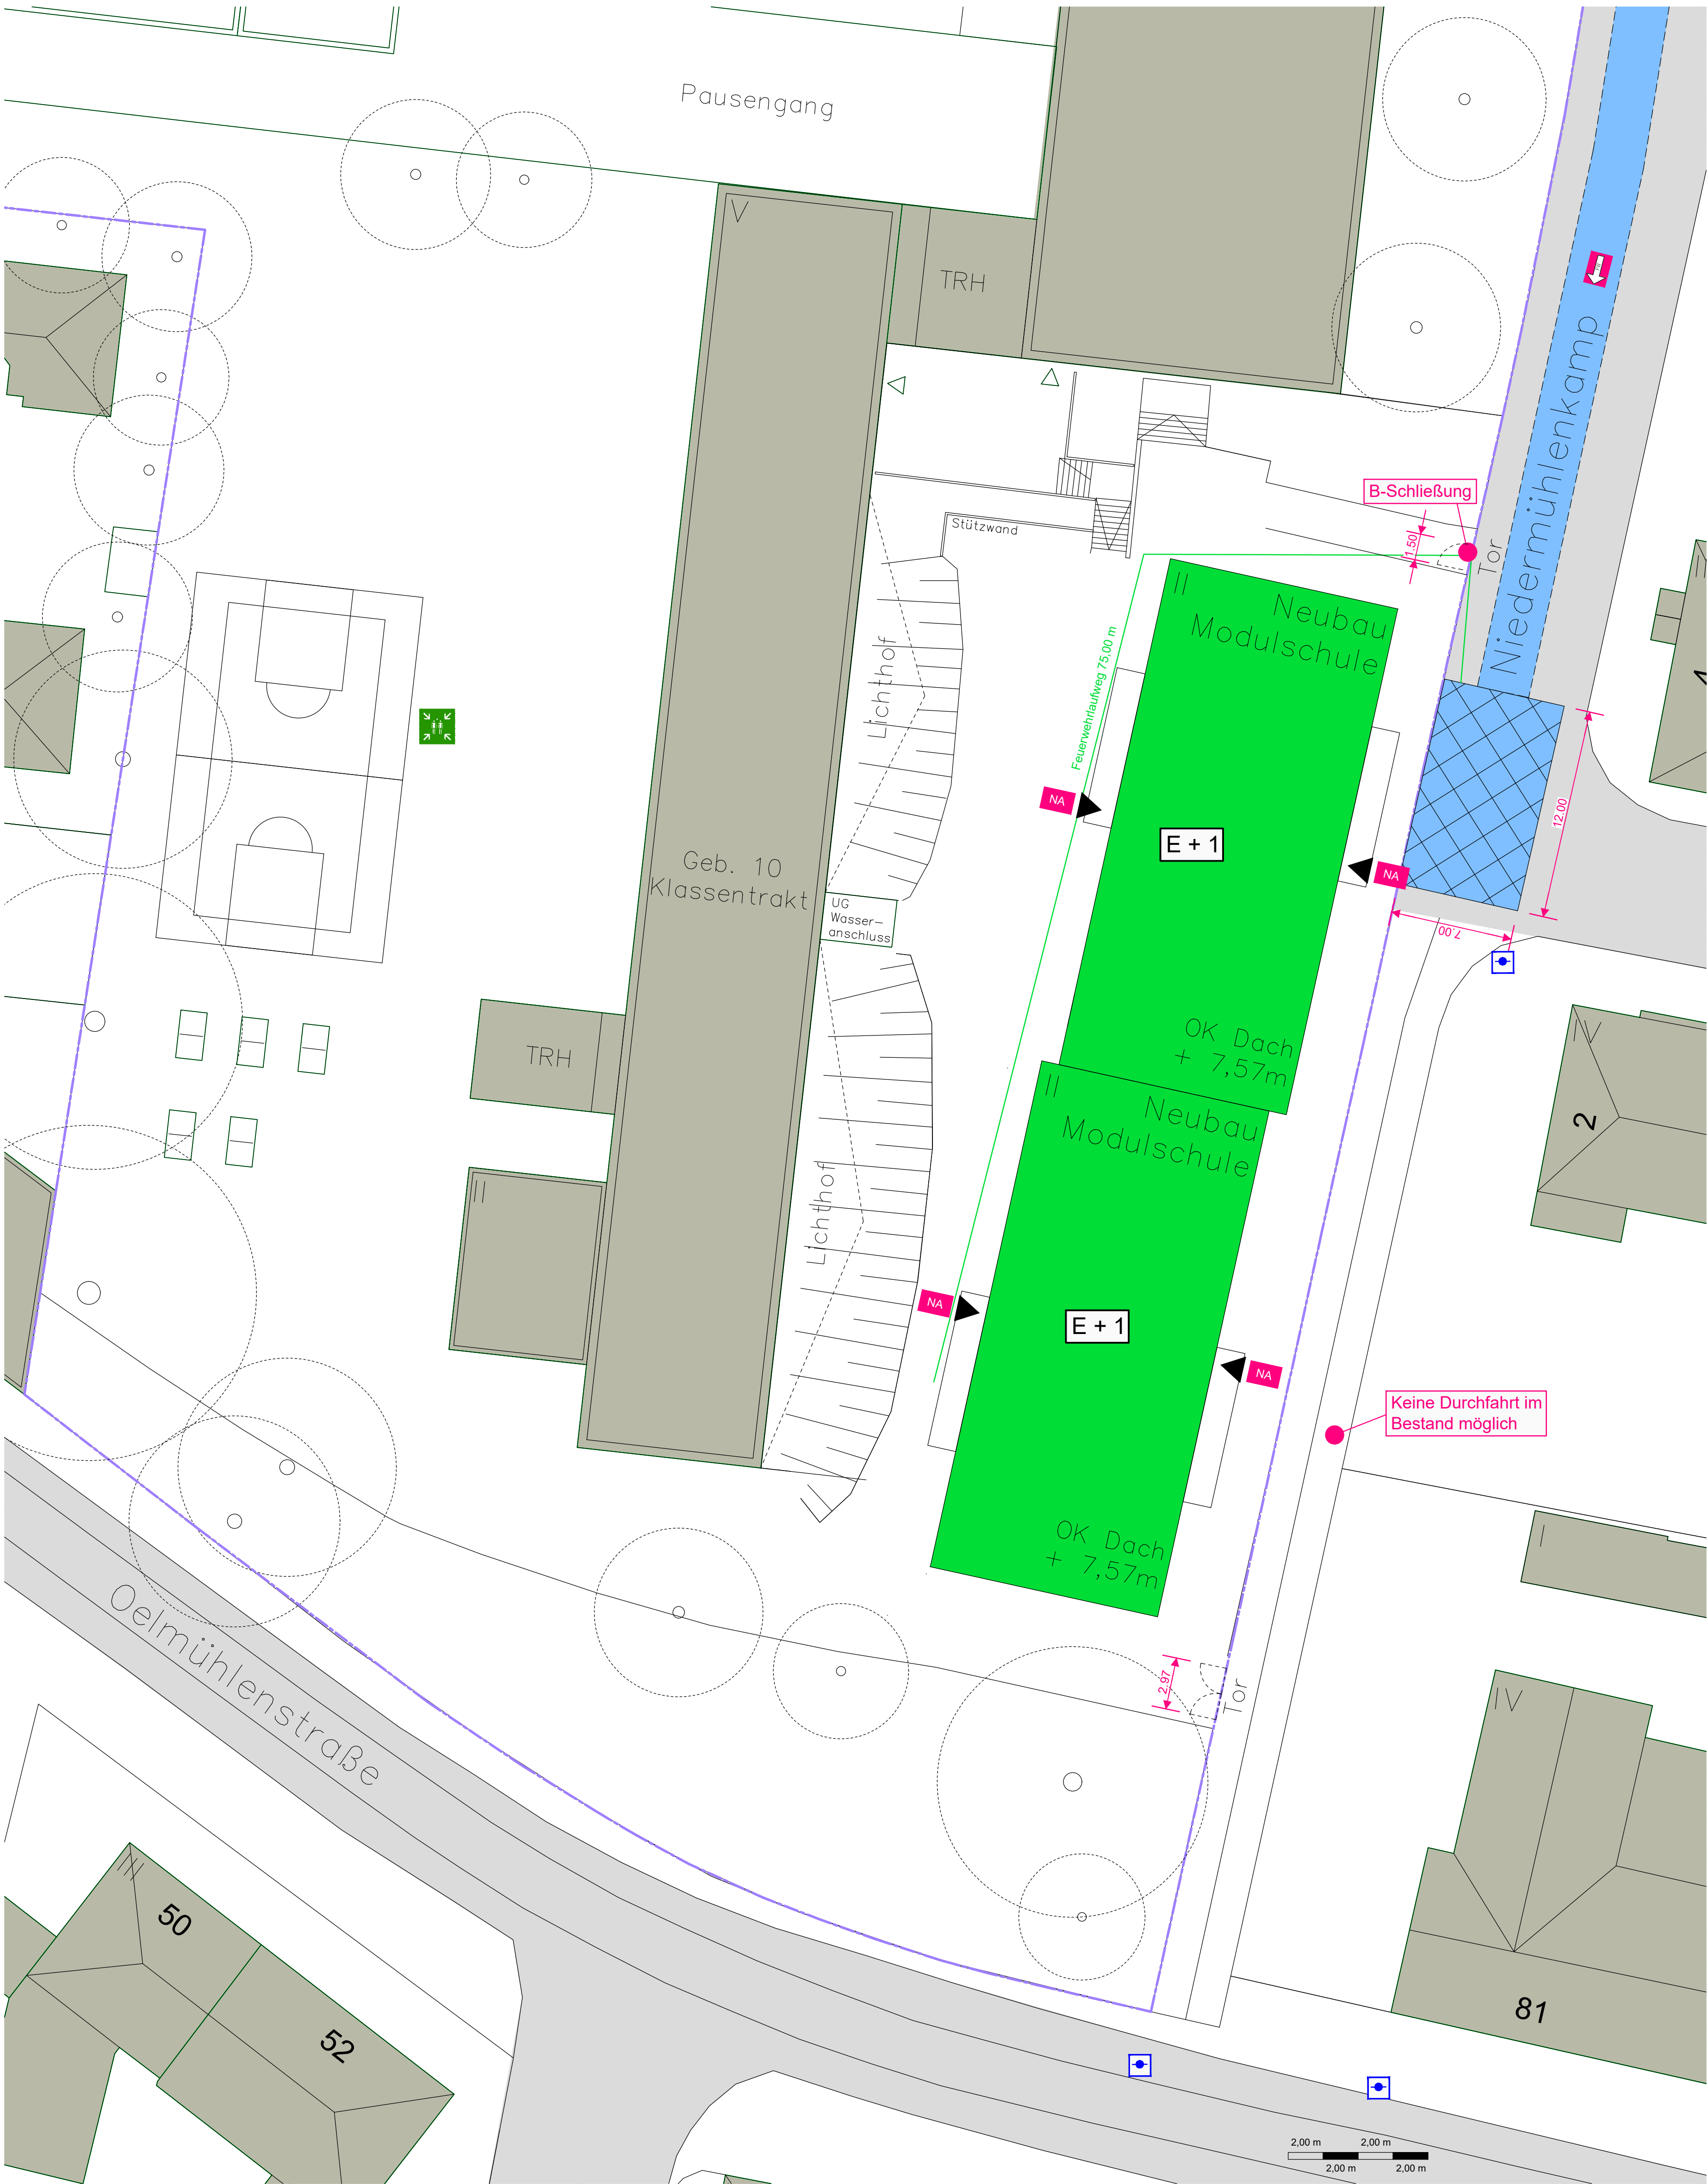 Pausengang
V
TRH
Niedermühlenkamp
B-Schließung
1.50
Tor
Stützwand
II
Neubau
Modulschule
Lichthof
Feuerwehrlaufweg 75,00 m
NA
E + 1
NA
12.00
7.00
Geb. 10
Klassentrakt
UG
Wasser-
anschluss
OK Dach
+ 7,57m
TRH
II
Neubau
Modulschule
IV
2
II
Lichthof
NA
E + 1
NA
Keine Durchfahrt im
Bestand möglich
OK Dach
+ 7,57m
I
Oelmühlenstraße
2.97
Tor
IV
III
50
52
81
2,00 m
2,00 m
2,00 m
2,00 m